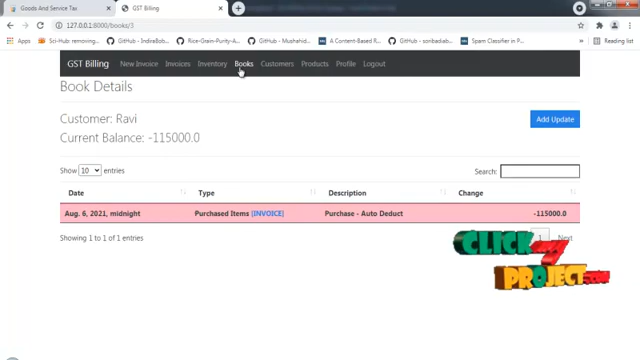 Goods And Service Tax
GST Billing
127.0.0.1:8000/books/3
Apps
Sci-Hub removing...
GitHub - IndiraBob...
Rice-Grain-Purity-A...
GitHub - Mushahid...
A Content-Based R...
GitHub - soribadiab...
Spam Classifier in P...
Reading list
GST Billing New Invoice Invoices Inventory Books Customers Products Profile Logout
Book Details
Customer: Ravi
Add Update
Current Balance: -115000.0
Show 10 entries
Search:
Date Type Description Change
Aug. 6, 2021, midnight Purchased Items [INVOICE] Purchase - Auto Deduct -115000.0
Showing 1 to 1 of 1 entries
1 Next
CLICK my
PROJECT.com